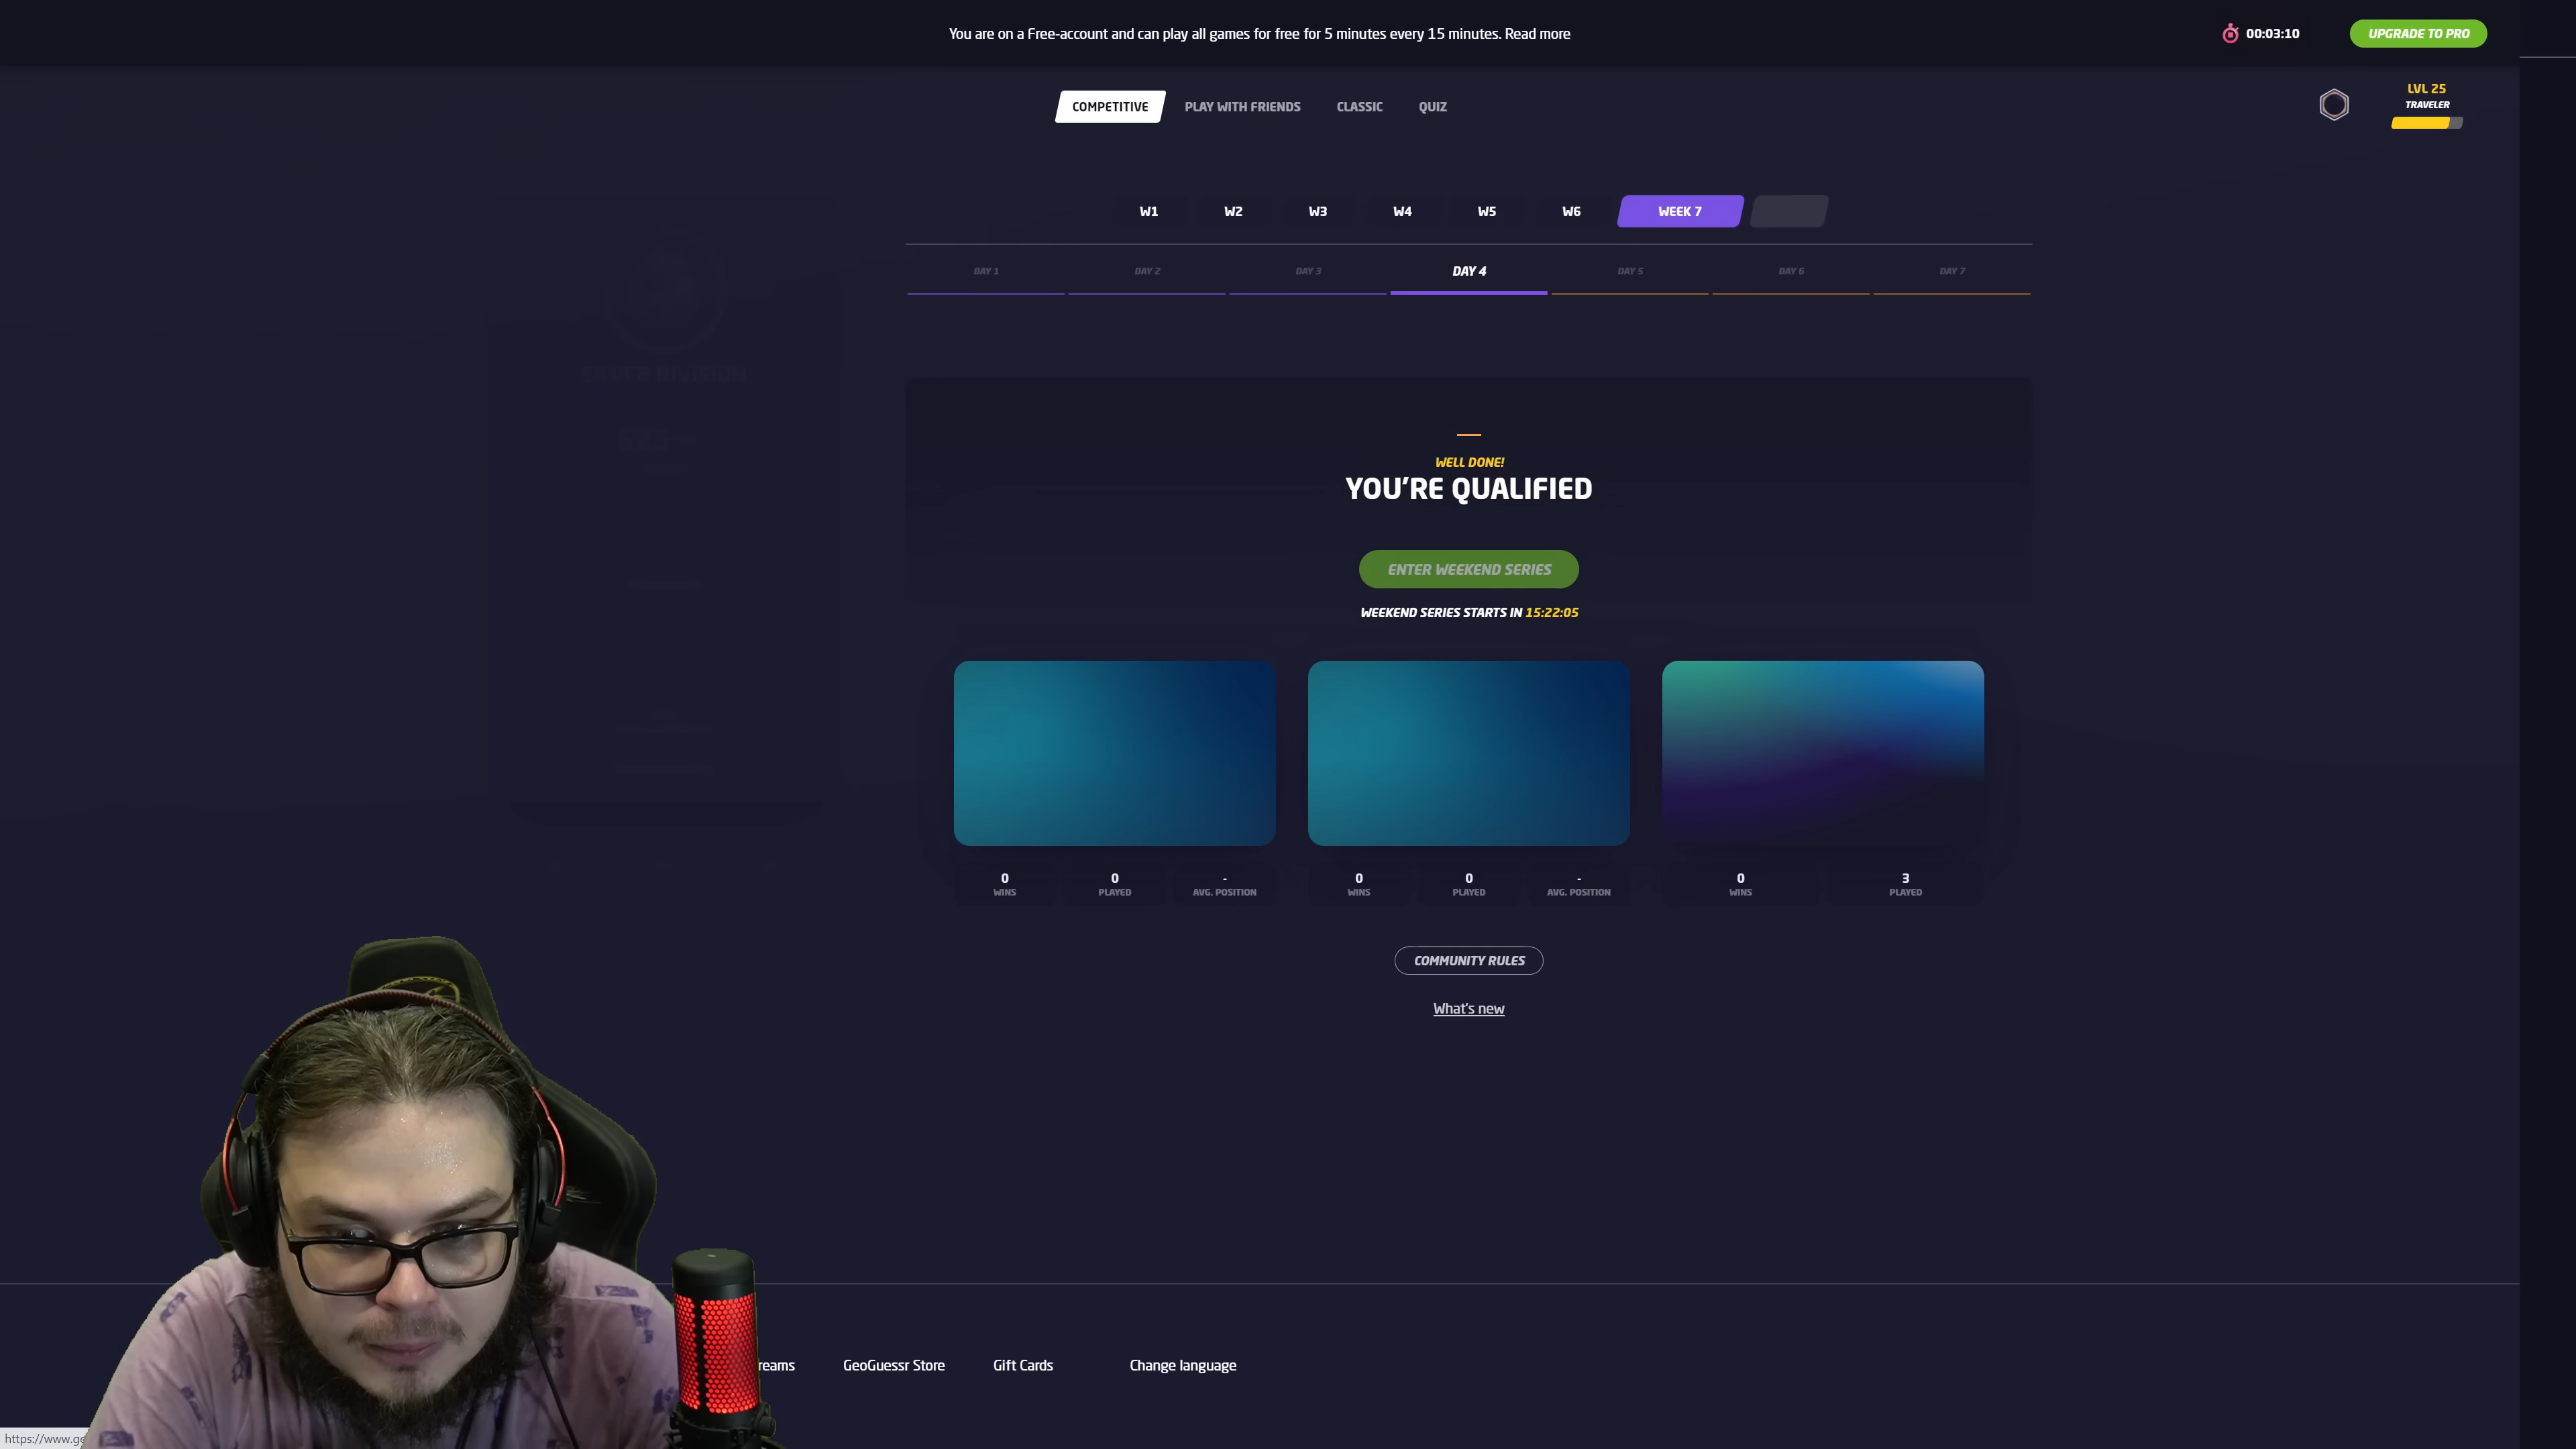 You are on a Free-account and can play all games for free for 5 minutes every 15 minutes. Read more
00:03:10
UPGRADE TO PRO
COMPETITIVE
PLAY WITH FRIENDS
CLASSIC
QUIZ
LVL 25
TRAVELER
W1
W2
W3
W4
W5
W6
WEEK 7
DAY 1
DAY 2
DAY 3
DAY 4
DAY 5
DAY 6
DAY 7
WELL DONE!
YOU'RE QUALIFIED
ENTER WEEKEND SERIES
WEEKEND SERIES STARTS IN 15:22:05
0
WINS
0
PLAYED
-
AVG. POSITION
0
WINS
0
PLAYED
-
AVG. POSITION
0
WINS
3
PLAYED
COMMUNITY RULES
What's new
GeoGuessr Store
Gift Cards
Change language